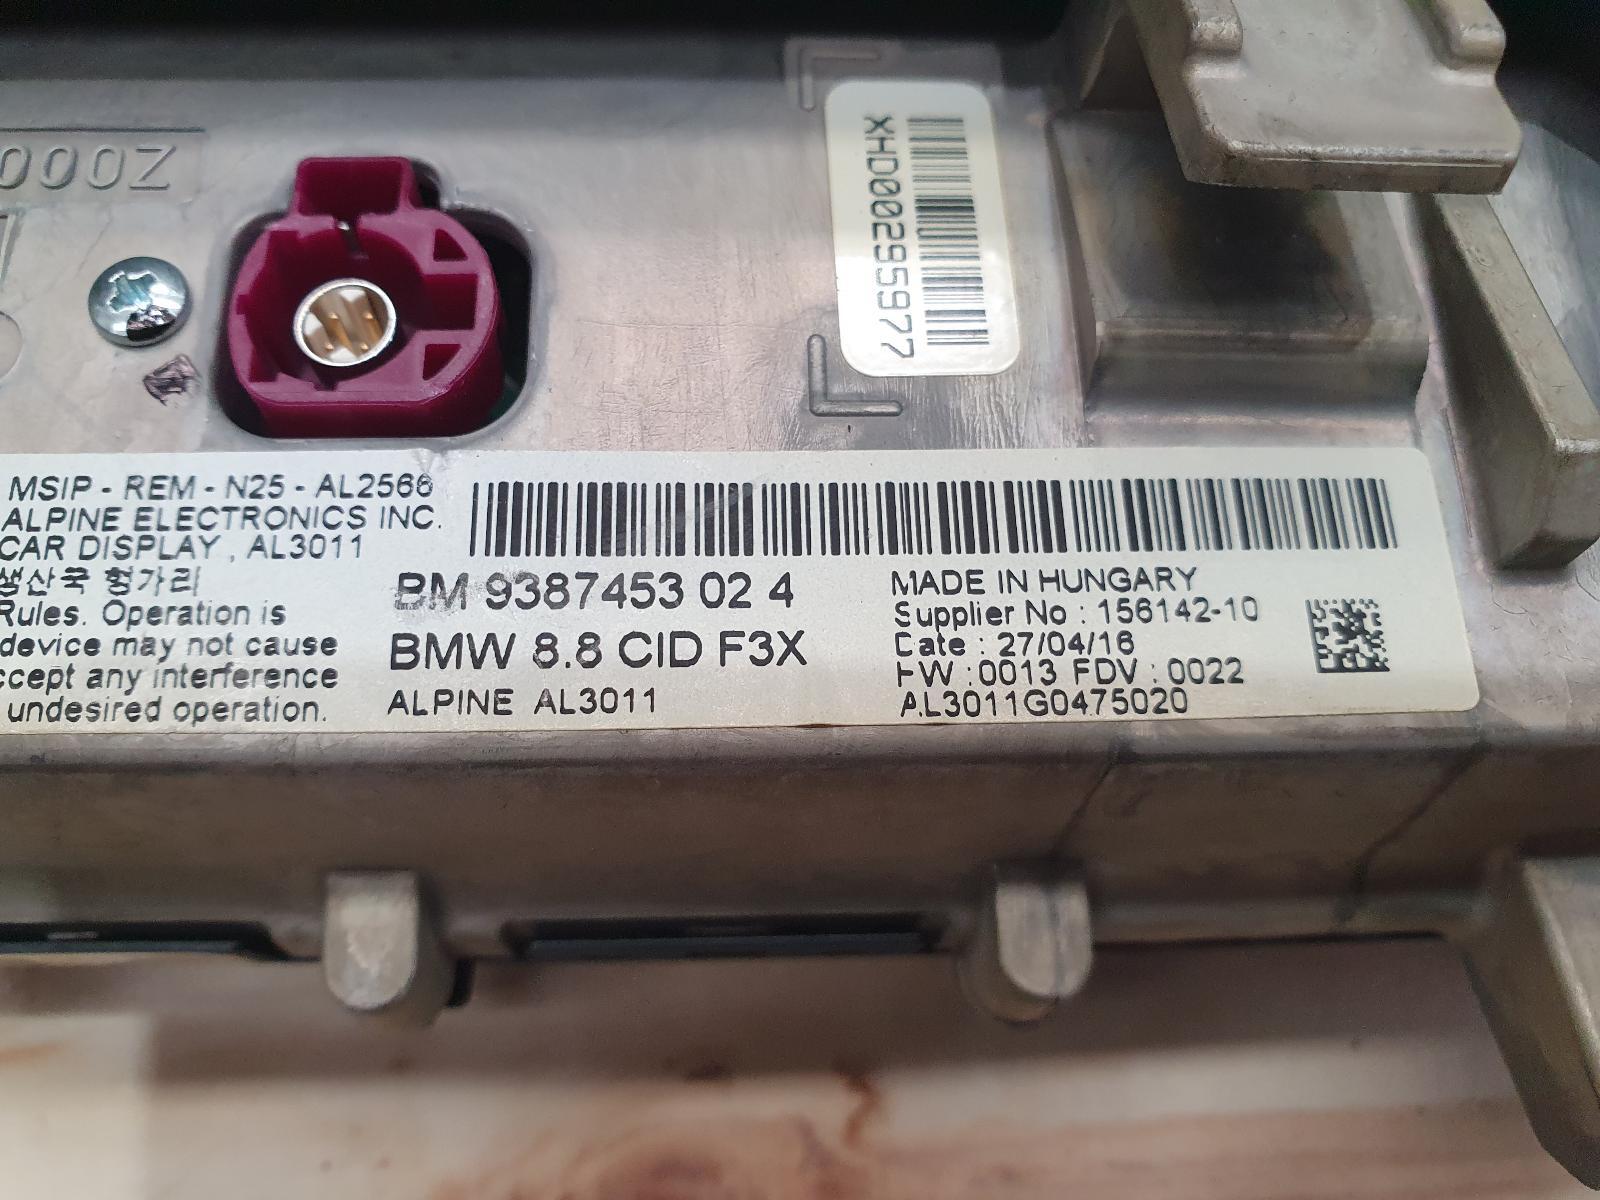 000Z
XHD00295977
MSIP - REM - N25 - AL2566
ALPINE ELECTRONICS INC.
CAR DISPLAY , AL3011
생산국 헝가리
Rules. Operation is
device may not cause
ccept any interference
undesired operation.
BM 9387453 02 4
BMW 8.8 CID F3X
ALPINE AL3011
MADE IN HUNGARY
Supplier No : 156142-10
Date : 27/04/16
HW :0013 FDV :0022
AL3011G0475020